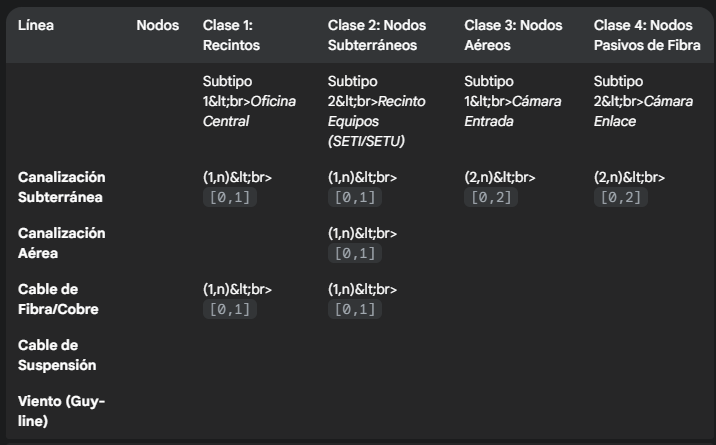 Línea Nodos Clase 1: Clase 2: Nodos Clase 3: Nodos Clase 4: Nodos
Recintos Subterráneos Aéreos Pasivos de Fibra
Subtipo Subtipo Subtipo Subtipo
1&lt;br>Oficina 2&lt;br>Recinto 1&lt;br>Cámara 2&lt;br>Cámara
Central Equipos Entrada Enlace
(SETI/SETU)
Canalización (1,n)&lt;br> (1,n)&lt;br> (2,n)&lt;br> (2,n)&lt;br>
Subterránea [0,1] [0,1] [0,2] [0,2]
Canalización (1,n)&lt;br>
Aérea [0,1]
Cable de (1,n)&lt;br> (1,n)&lt;br>
Fibra/Cobre [0,1] [0,1]
Cable de
Suspensión
Viento (Guy-
line)